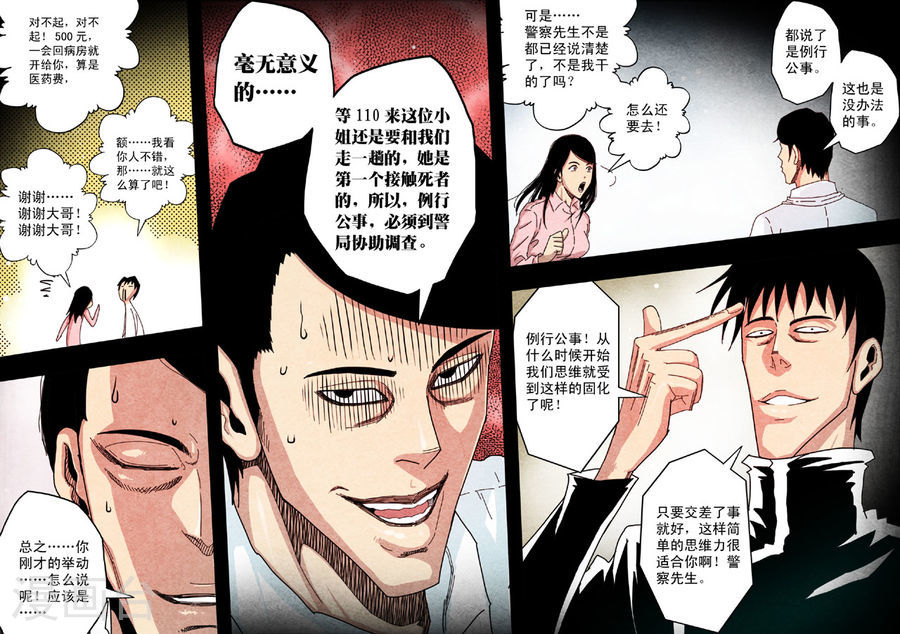 对不起，对不
起！500元，
一会回病房就
开给你，算是
医药费，
额……我看
你人不错，
那……就这
么算了吧！
谢谢……
谢谢大哥！
谢谢大哥！
总之……你
刚才的举动
……怎么说
呢！应该是
……
毫无意义
的……
等110来这位小
姐还是要和我们
走一趟的，她是
第一个接触死者
的，所以，例行
公事，必须到警
局协助调查。
可是……
警察先生不是
都已经说清楚
了，不是我干
的了吗？
怎么还
要去！
都说了
是例行
公事。
这也是
没办法
的事。
例行公事！从
什么时候开始
我们思维就受
到这样的固化
了呢！
只要交差了事
就好，这样简
单的思维力很
适合你啊！警
察先生。
漫画台